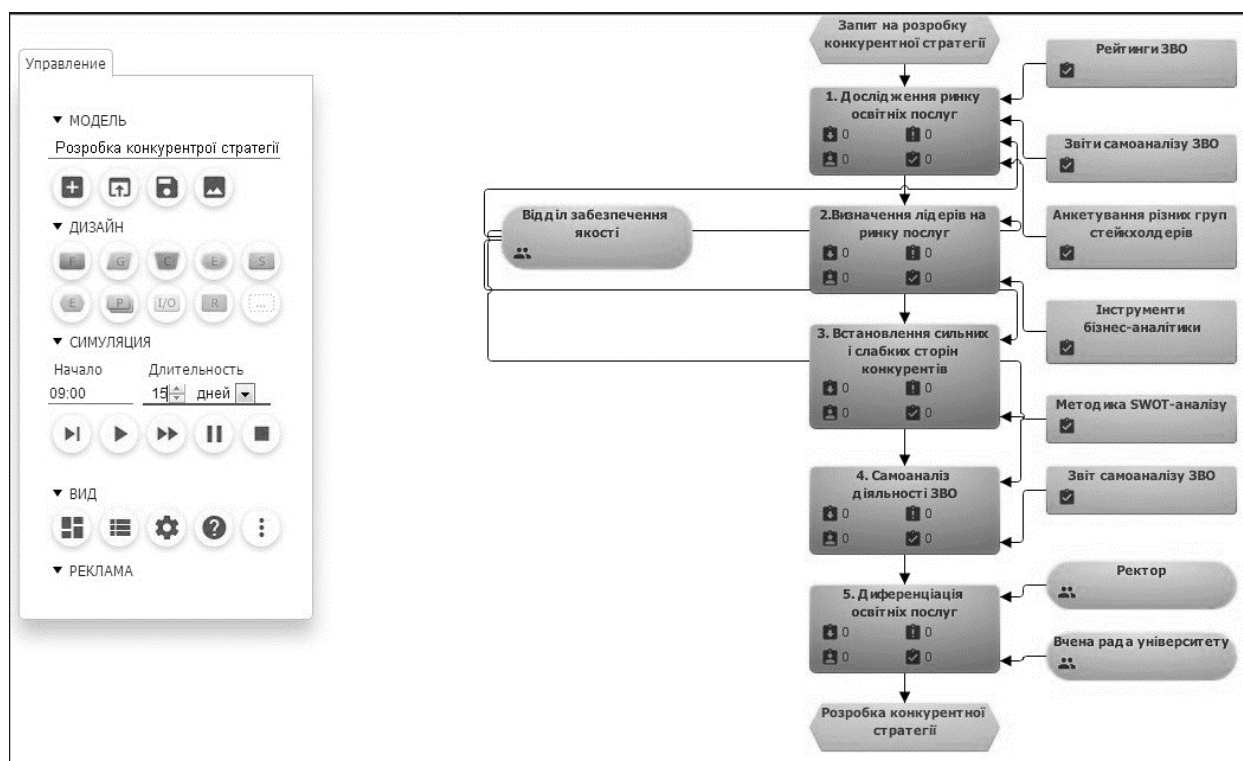 Управление
МОДЕЛЬ
Розробка конкурентрої стратегії
ДИЗАЙН
F G C E S
E P I/O R ...
СИМУЛЯЦИЯ
Начало Длительность
09:00 15 дней
ВИД
РЕКЛАМА
Запит на розробку
конкурентної стратегії
1. Дослідження ринку
освітніх послуг
0 0
0 0
Відділ забезпечення
якості
2.Визначення лідерів на
ринку послуг
0 0
0 0
3. Встановлення сильних
і слабких сторін
конкурентів
0 0
0 0
4. Самоаналіз
діяльності ЗВО
0 0
0 0
5. Диференціація
освітніх послуг
0 0
0 0
Розробка конкурентної
стратегії
Рейтинги ЗВО
Звіти самоаналізу ЗВО
Анкетування різних груп
стейкхолдерів
Інструменти
бізнес-аналітики
Методика SWOT-аналізу
Звіт самоаналізу ЗВО
Ректор
Вчена рада університету